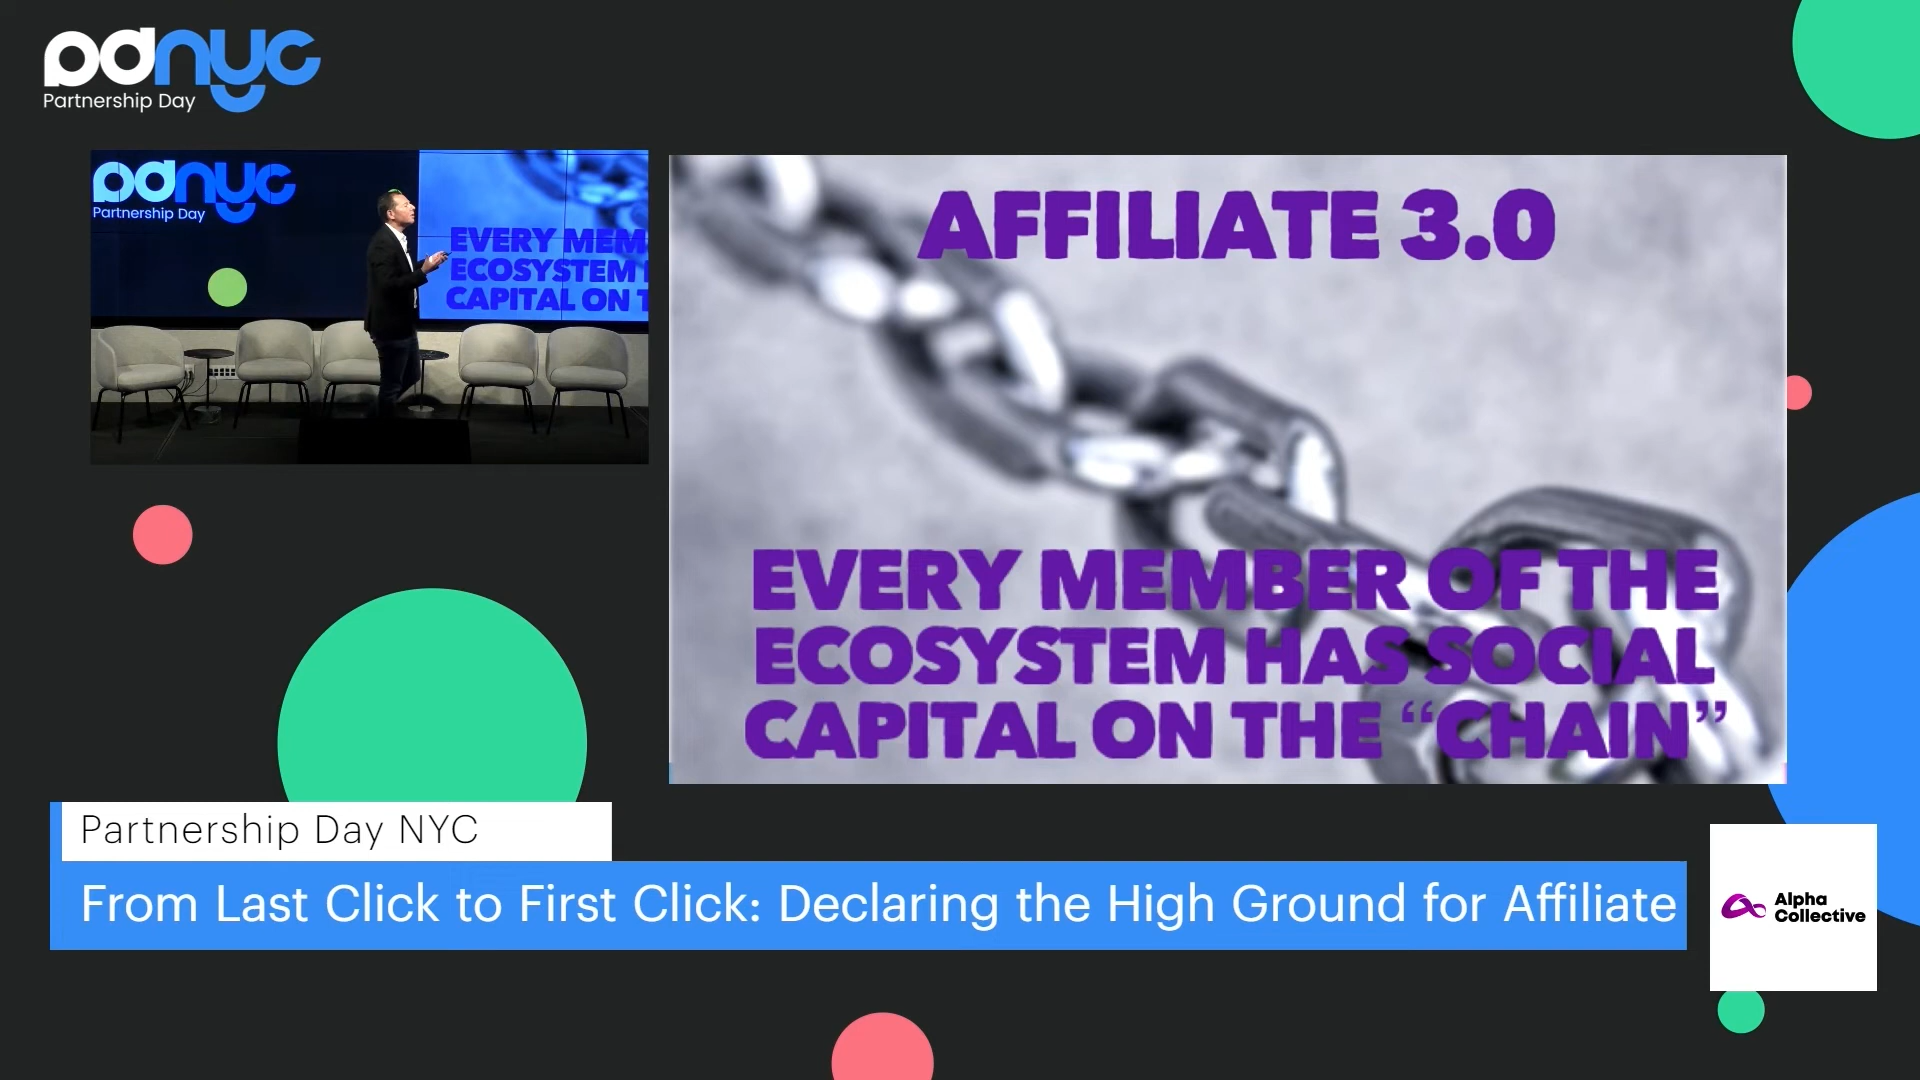 pdnyc
Partnership Day
pdnyc
Partnership Day
EVERY MEM
ECOSYSTEM
CAPITAL ON T
AFFILIATE 3.0
EVERY MEMBER OF THE
ECOSYSTEM HAS SOCIAL
CAPITAL ON THE “CHAIN”
Partnership Day NYC
From Last Click to First Click: Declaring the High Ground for Affiliate
Alpha
Collective